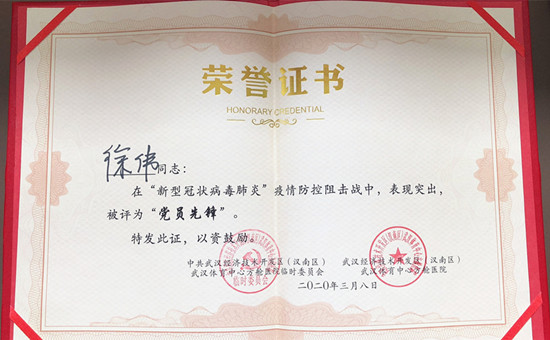 荣誉证书
HONORARY CREDENTIAL
徐伟同志：
在“新型冠状病毒肺炎”疫情防控阻击战中，表现突出，
被评为“党员先锋”。
特发此证，以资鼓励。
中共武汉经济技术开发区（汉南区） 武汉经济技术开发区（汉南区）
武汉体育中心方舱医院临时委员会 武汉体育中心方舱医院
临时委员会
二〇二〇年三月八日